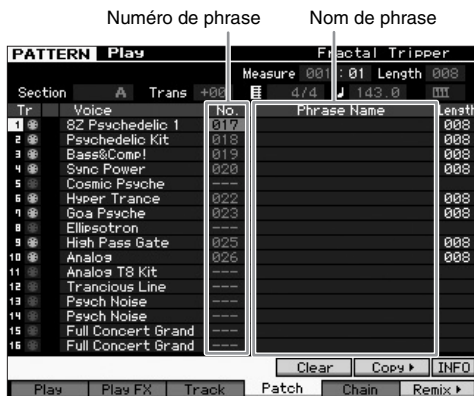 Numéro de phrase Nom de phrase
PATTERN Play Fractal Tripper
Measure 001 : 01 Length 008
Section A Trans +00 4/4 143.0
Tr Voice No. Phrase Name Length
1 8Z Psychedelic 1 017 008
2 Psychedelic Kit 018 008
3 Bass&Comp! 019 008
4 Sync Power 020 008
5 Cosmic Psyche ---
6 Hyper Trance 022 008
7 Goa Psyche 023 008
8 Ellipsotron ---
9 High Pass Gate 025 008
10 Analog 026 008
11 Analog T8 Kit ---
12 Trancious Line ---
13 Psych Noise ---
14 Psych Noise ---
15 Full Concert Grand ---
16 Full Concert Grand ---
Clear Copy INFO
Play Play FX Track Patch Chain Remix